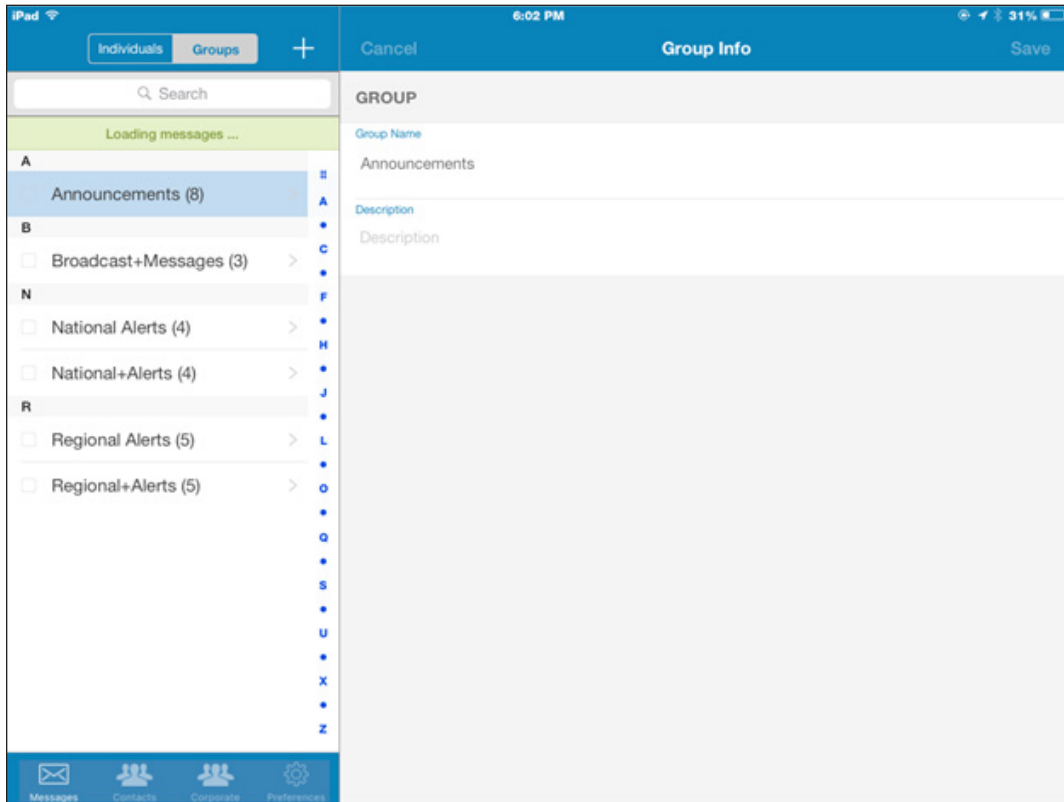 iPad 6:02 PM 31%
Individuals Groups + Cancel Group Info Save
Search
Loading messages ...
A
Announcements (8)
B
Broadcast+Messages (3)
N
National Alerts (4)
National+Alerts (4)
R
Regional Alerts (5)
Regional+Alerts (5)
#
A
•
C
•
F
•
H
•
J
•
L
•
O
•
Q
•
S
•
U
•
X
•
Z
GROUP
Group Name
Announcements
Description
Description
Messages Contacts Corporate Preferences